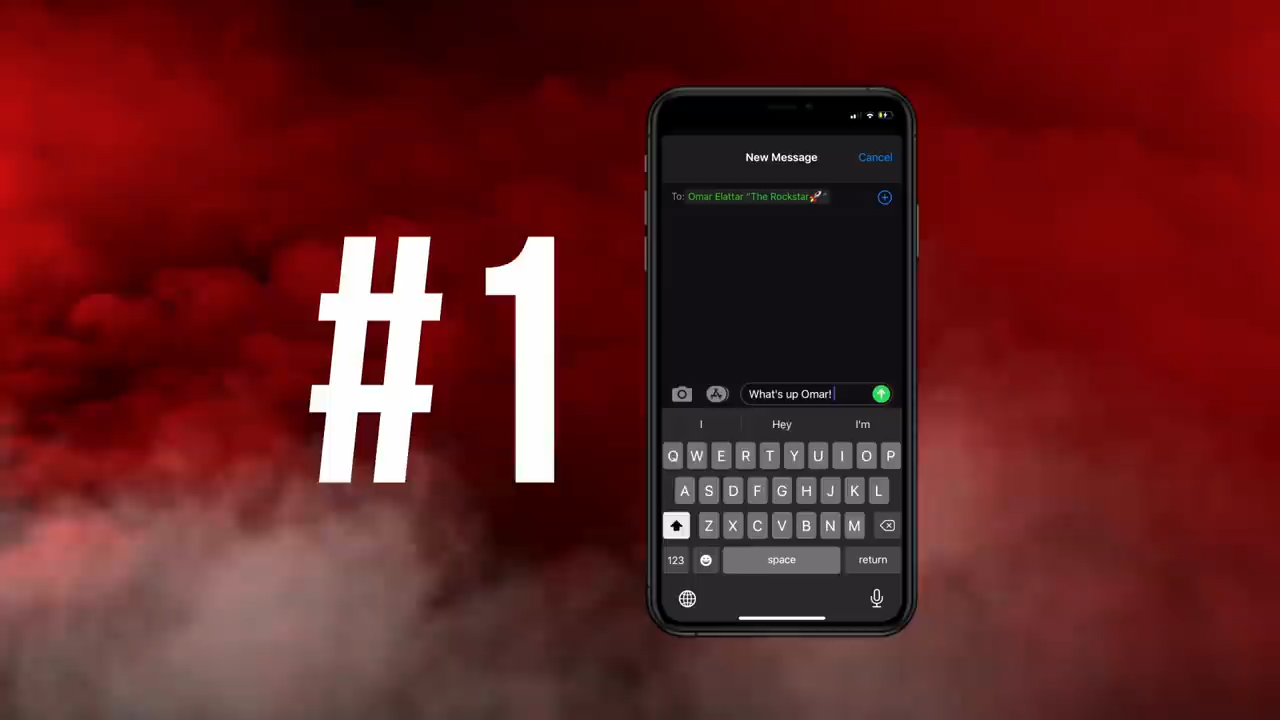 #1
New Message
Cancel
To: Omar Elattar "The Rockstar🚀"
What's up Omar!
I
Hey
I'm
Q W E R T Y U I O P
A S D F G H J K L
Z X C V B N M
123
space
return